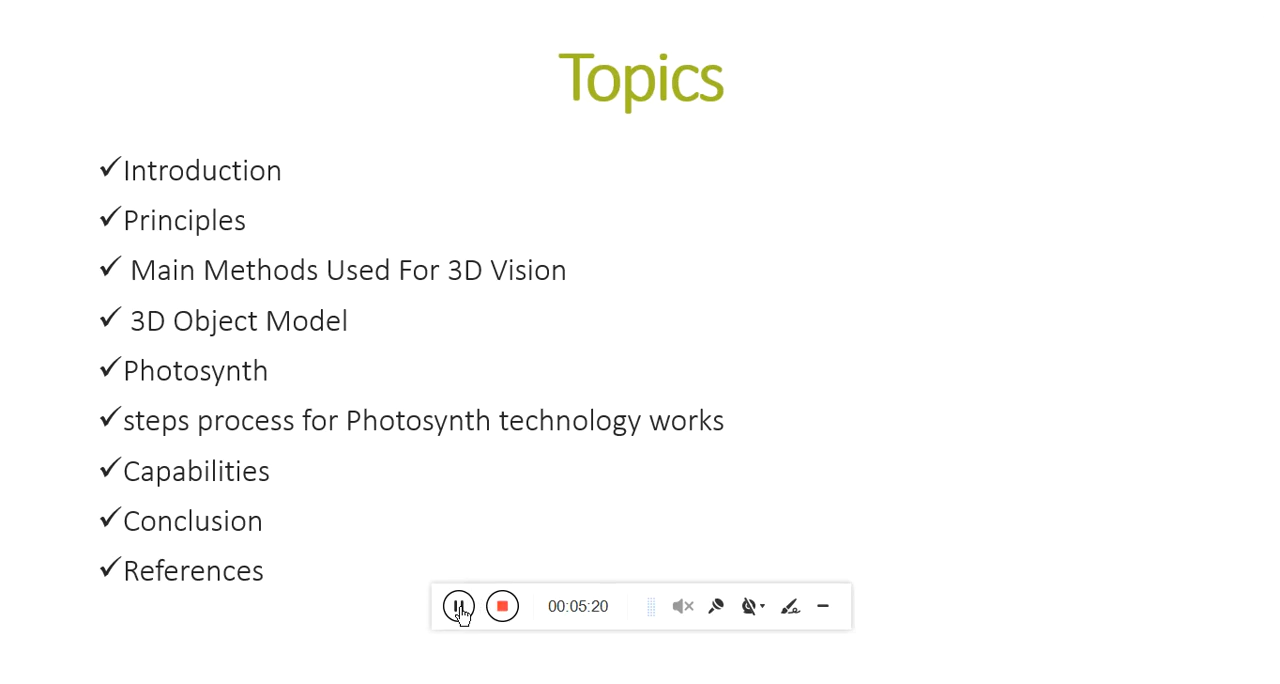 Topics
✓Introduction
✓Principles
✓ Main Methods Used For 3D Vision
✓ 3D Object Model
✓Photosynth
✓steps process for Photosynth technology works
✓Capabilities
✓Conclusion
✓References
00:05:20